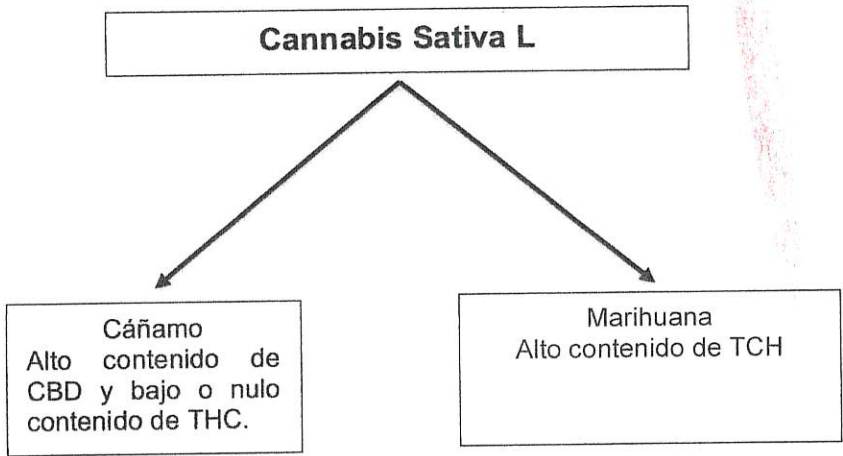 Cannabis Sativa L
Cáñamo
Alto contenido de
CBD y bajo o nulo
contenido de THC.
Marihuana
Alto contenido de TCH